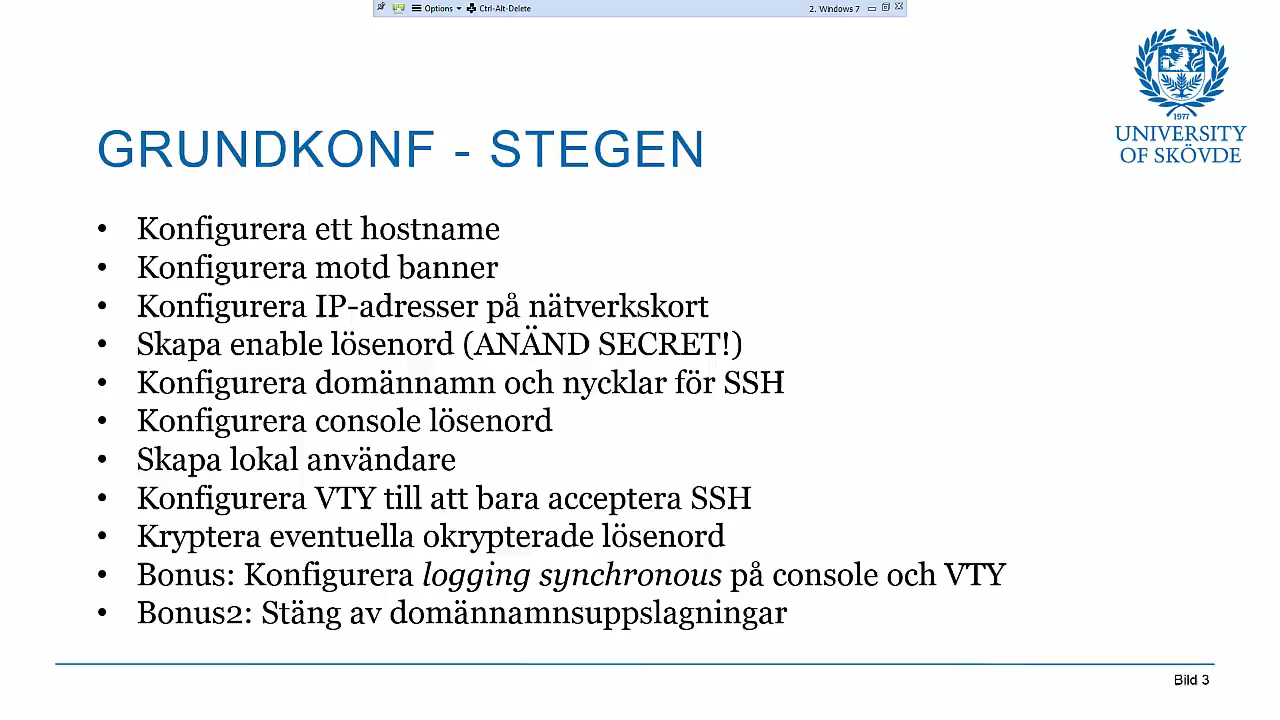 Options Ctrl-Alt-Delete 2. Windows 7
1977
UNIVERSITY
OF SKÖVDE
GRUNDKONF - STEGEN
• Konfigurera ett hostname
• Konfigurera motd banner
• Konfigurera IP-adresser på nätverkskort
• Skapa enable lösenord (ANÄND SECRET!)
• Konfigurera domännamn och nycklar för SSH
• Konfigurera console lösenord
• Skapa lokal användare
• Konfigurera VTY till att bara acceptera SSH
• Kryptera eventuella okrypterade lösenord
• Bonus: Konfigurera logging synchronous på console och VTY
• Bonus2: Stäng av domännamnsuppslagningar
Bild 3